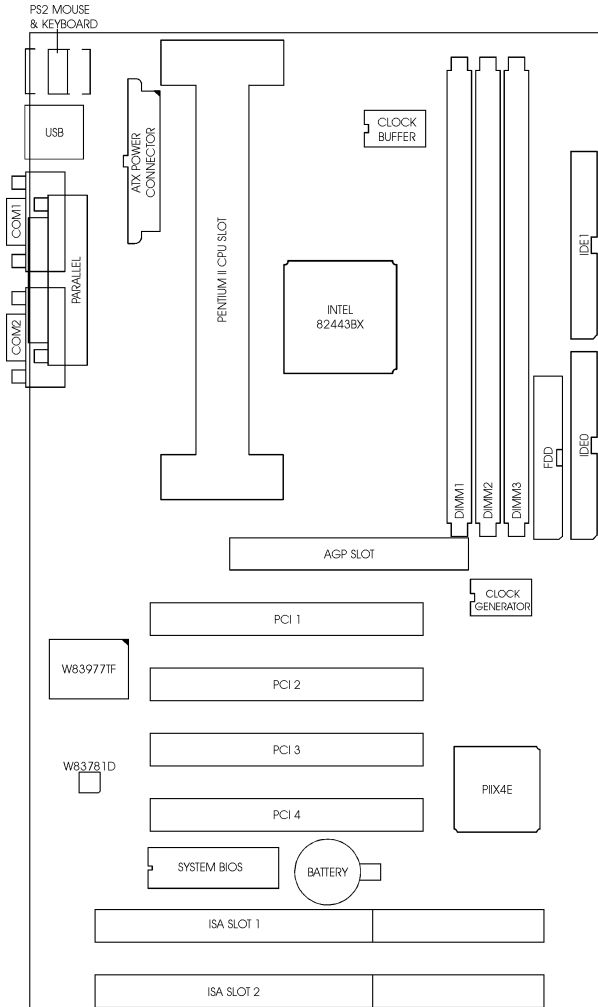 PS2 MOUSE
& KEYBOARD
USB
ATX POWER
CONNECTOR
CLOCK
BUFFER
COM1
PARALLEL
COM2
PENTIUM II CPU SLOT
INTEL
82443BX
IDE1
DIMM1
DIMM2
DIMM3
FDD
IDE0
AGP SLOT
CLOCK
GENERATOR
PCI 1
W83977TF
PCI 2
PCI 3
W83781D
PIIX4E
PCI 4
SYSTEM BIOS
BATTERY
ISA SLOT 1
ISA SLOT 2